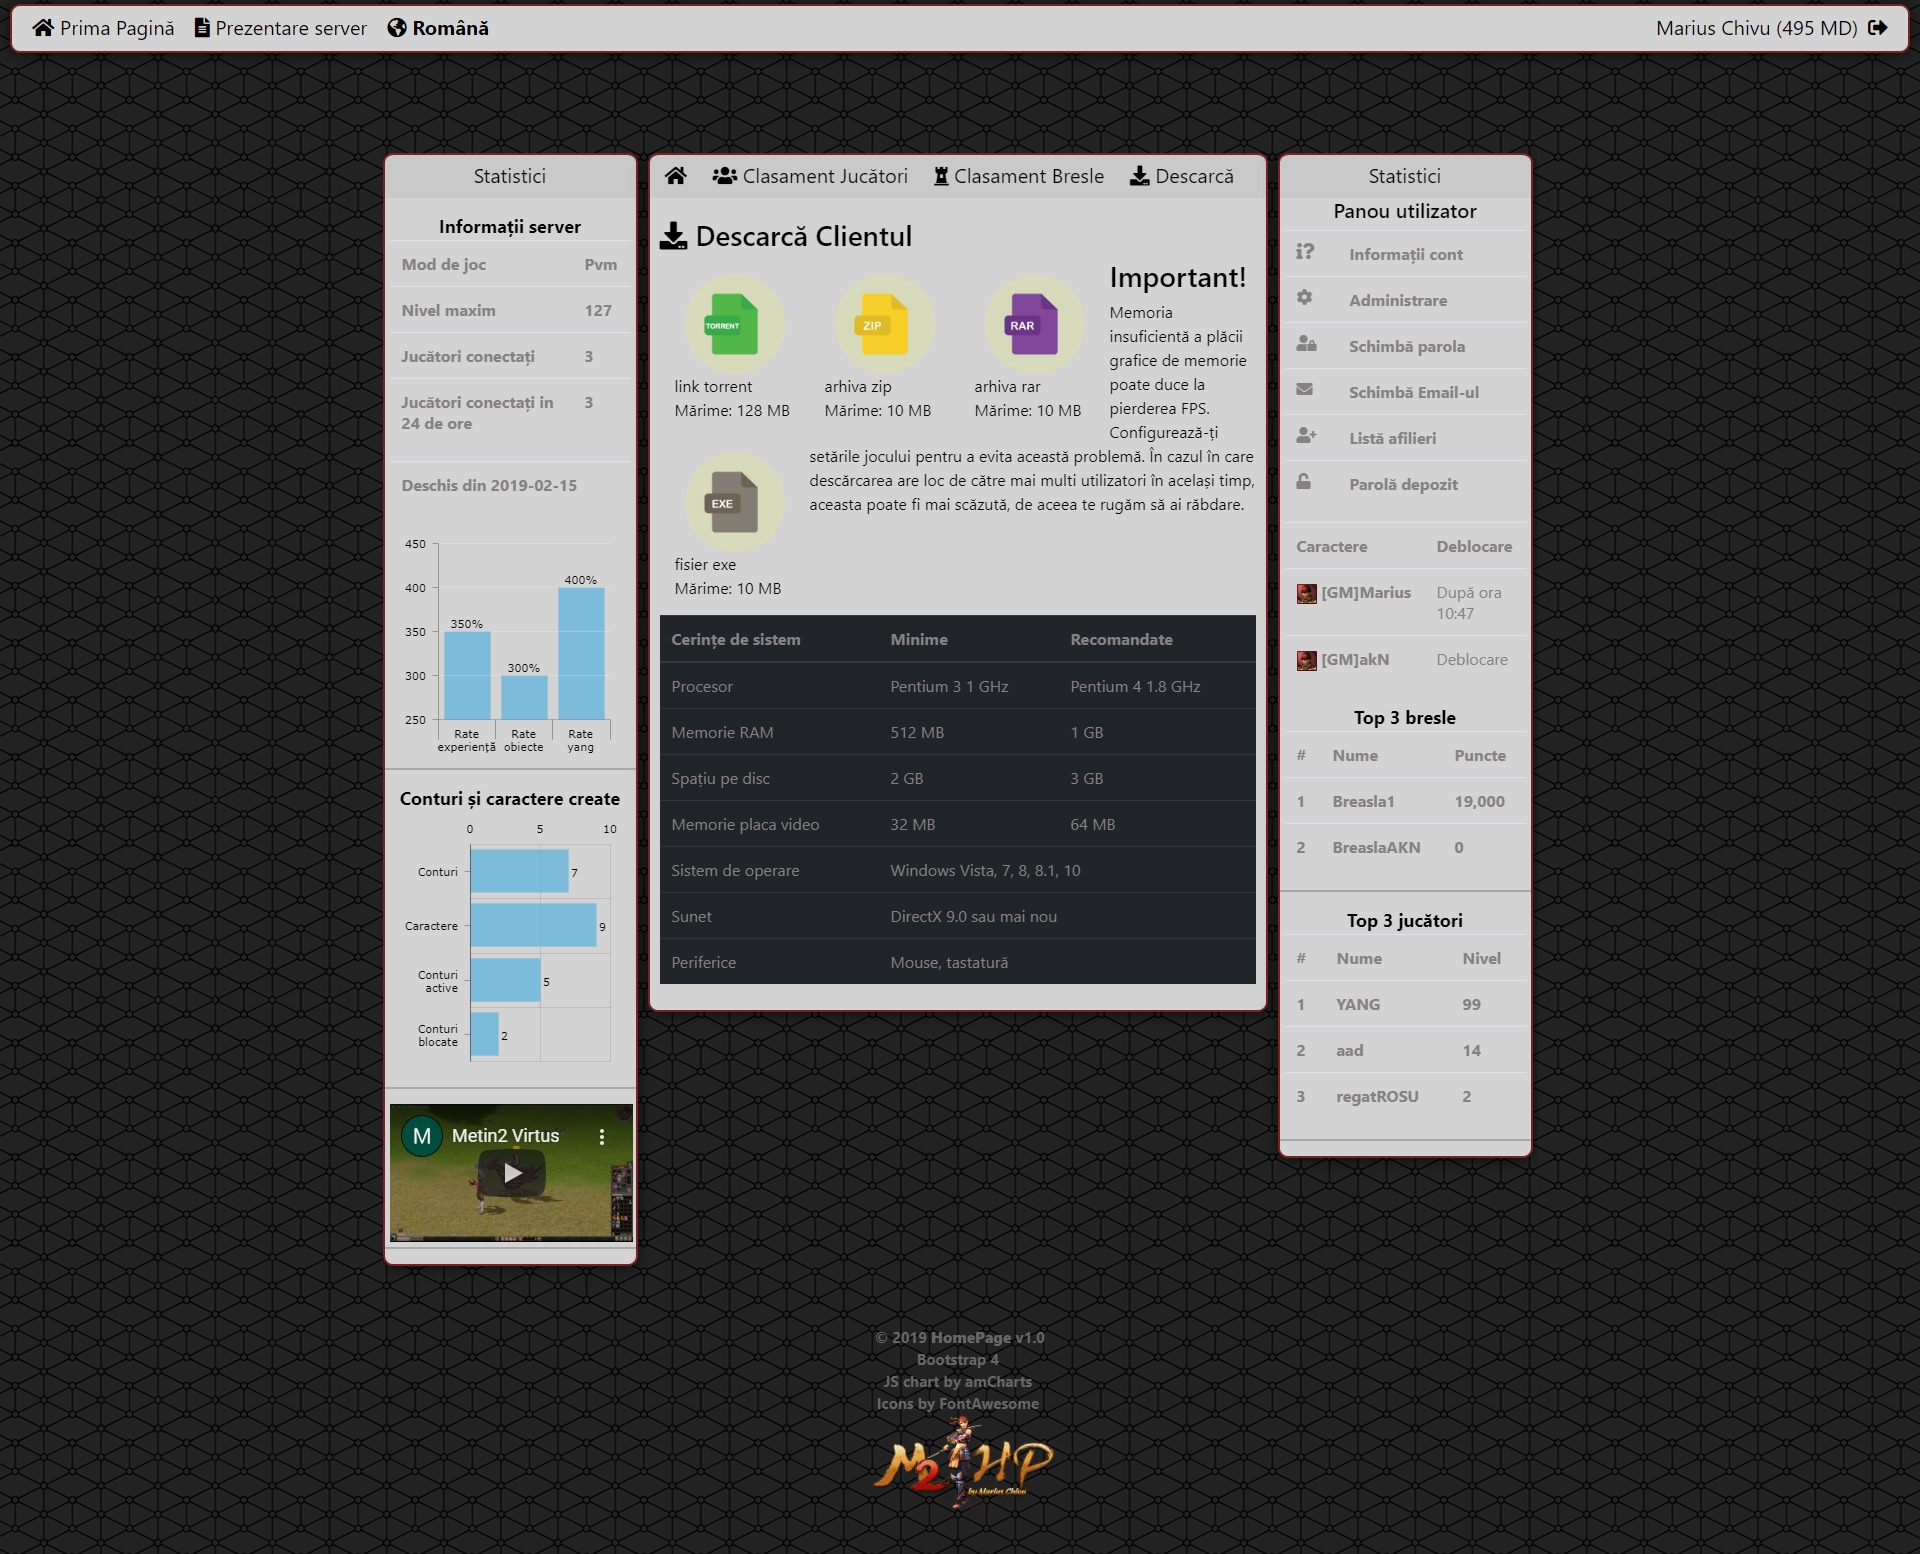 Prima Pagină Prezentare server Română Marius Chivu (495 MD)
Statistici
Informații server
Mod de joc Pvm
Nivel maxim 127
Jucători conectați 3
Jucători conectați in 3
24 de ore
Deschis din 2019-02-15
450
400
350
300
250
350%
300%
400%
Rate
experiență
Rate
obiecte
Rate
yang
Conturi și caractere create
0 5 10
Conturi 7
Caractere 9
Conturi
active 5
Conturi
blocate 2
M Metin2 Virtus
Clasament Jucători Clasament Bresle Descarcă
Descarcă Clientul
TORRENT
link torrent
Mărime: 128 MB
ZIP
arhiva zip
Mărime: 10 MB
RAR
arhiva rar
Mărime: 10 MB
EXE
fisier exe
Mărime: 10 MB
Important!
Memoria
insuficientă a plăcii
grafice de memorie
poate duce la
pierderea FPS.
Configurează-ți
setările jocului pentru a evita această problemă. În cazul în care
descărcarea are loc de către mai multi utilizatori în același timp,
aceasta poate fi mai scăzută, de aceea te rugăm să ai răbdare.
Cerințe de sistem Minime Recomandate
Procesor Pentium 3 1 GHz Pentium 4 1.8 GHz
Memorie RAM 512 MB 1 GB
Spațiu pe disc 2 GB 3 GB
Memorie placa video 32 MB 64 MB
Sistem de operare Windows Vista, 7, 8, 8.1, 10
Sunet DirectX 9.0 sau mai nou
Periferice Mouse, tastatură
Statistici
Panou utilizator
Informații cont
Administrare
Schimbă parola
Schimbă Email-ul
Listă afilieri
Parolă depozit
Caractere Deblocare
[GM]Marius După ora
10:47
[GM]akN Deblocare
Top 3 bresle
# Nume Puncte
1 Breasla1 19,000
2 BreaslaAKN 0
Top 3 jucători
# Nume Nivel
1 YANG 99
2 aad 14
3 regatROSU 2
© 2019 HomePage v1.0
Bootstrap 4
JS chart by amCharts
Icons by FontAwesome
M2HP
by Marius Chivu